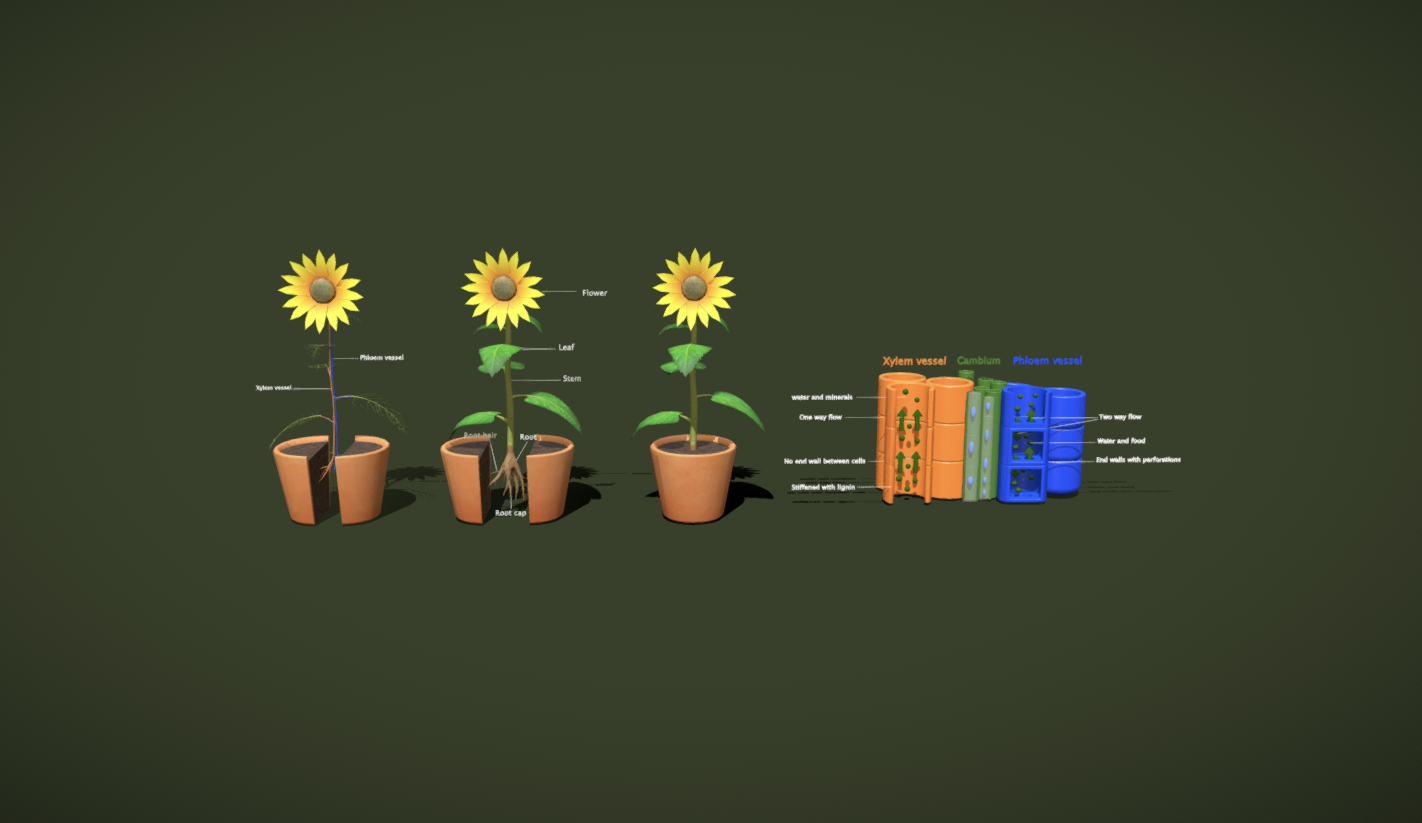 Phloem vessel
Xylem vessel
Flower
Leaf
Stem
Root hair
Root
Root cap
Xylem vessel
Cambium
Phloem vessel
water and minerals
One way flow
No end wall between cells
Stiffened with lignin
Two way flow
Water and food
End walls with perforations